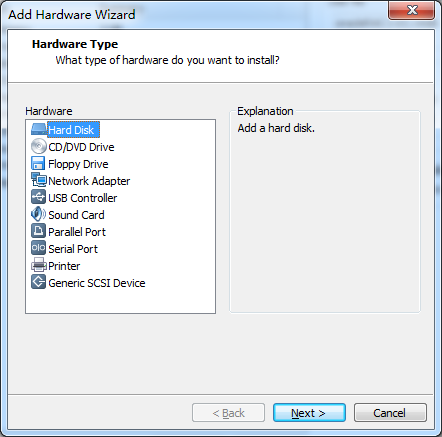 Add Hardware Wizard
Hardware Type
What type of hardware do you want to install?
Hardware
Hard Disk
CD/DVD Drive
Floppy Drive
Network Adapter
USB Controller
Sound Card
Parallel Port
Serial Port
Printer
Generic SCSI Device
Explanation
Add a hard disk.
< Back
Next >
Cancel